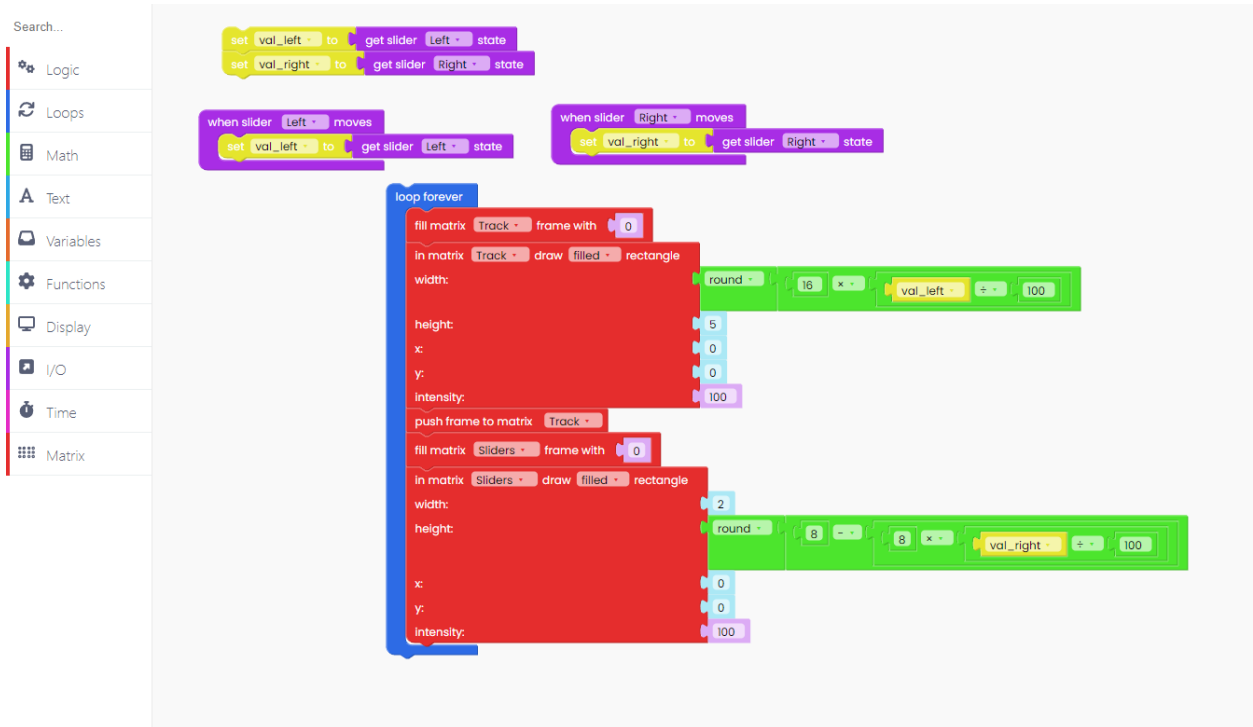 Search...
Logic
Loops
Math
Text
Variables
Functions
Display
I/O
Time
Matrix
set val_left to get slider Left state
set val_right to get slider Right state
when slider Left moves
set val_left to get slider Left state
when slider Right moves
set val_right to get slider Right state
loop forever
fill matrix Track frame with 0
in matrix Track draw filled rectangle
width: round 16 × val_left ÷ 100
height: 5
x: 0
y: 0
intensity: 100
push frame to matrix Track
fill matrix Sliders frame with 0
in matrix Sliders draw filled rectangle
width: 2
height: round 8 - 8 × val_right ÷ 100
x: 0
y: 0
intensity: 100